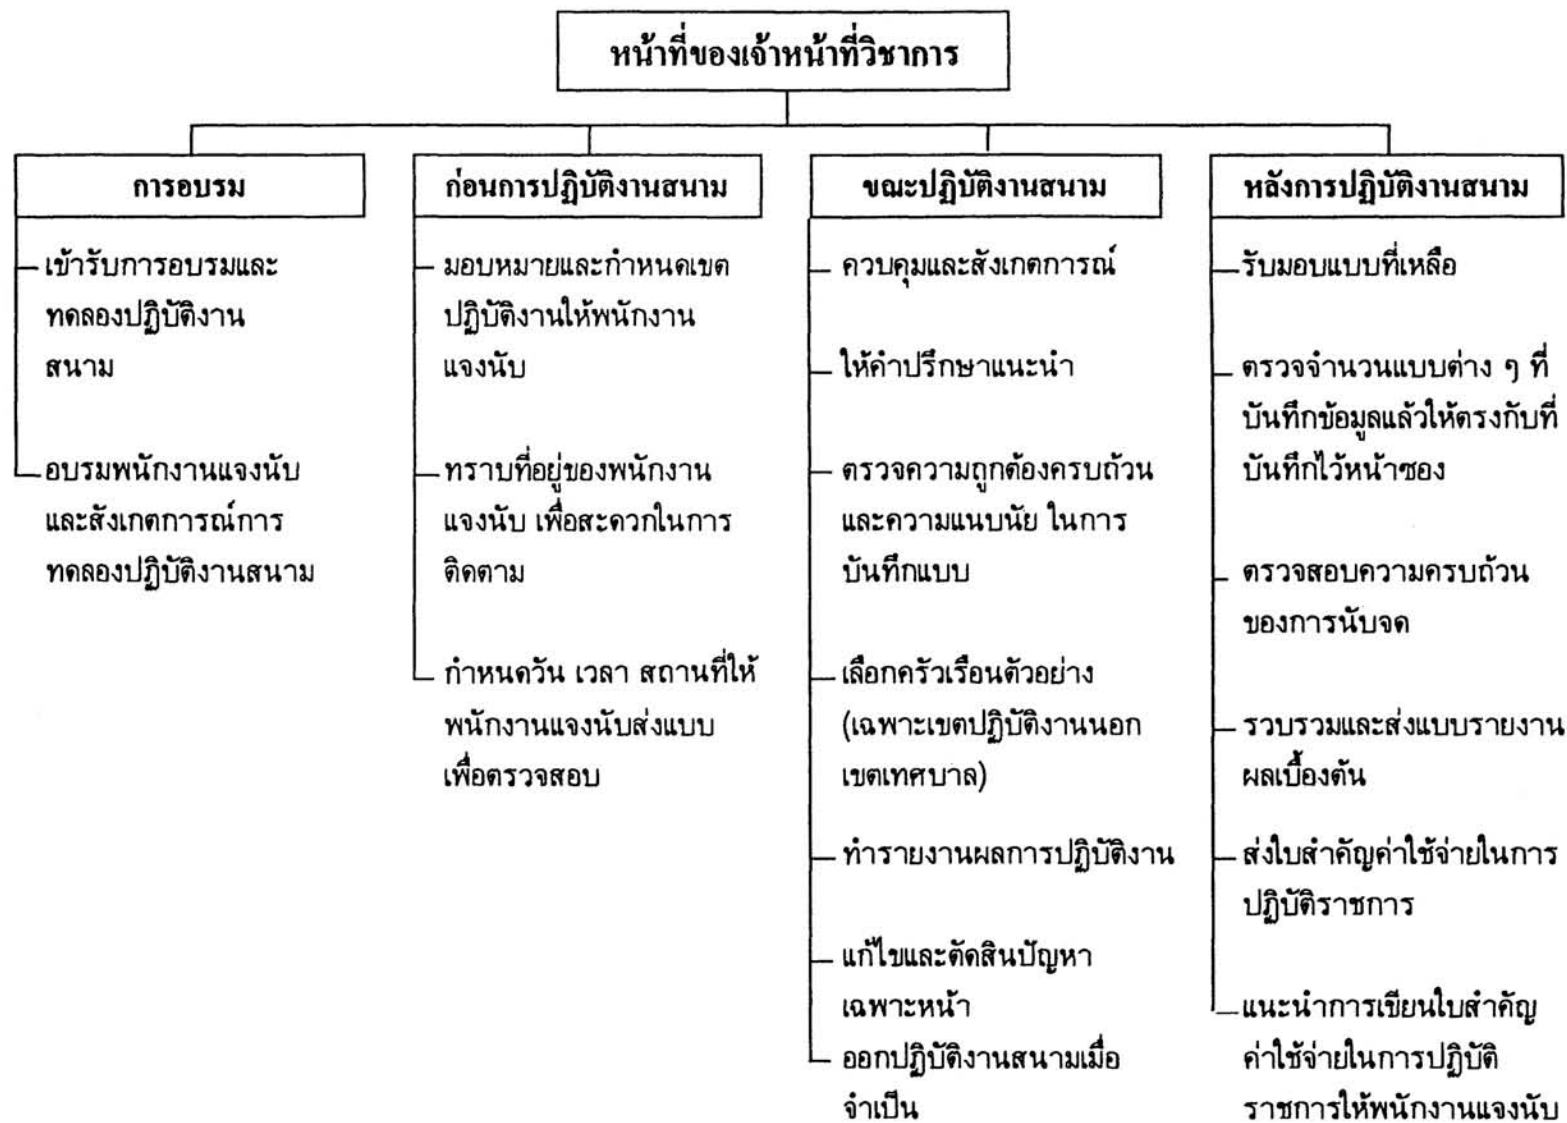 หน้าที่ของเจ้าหน้าที่วิชาการ
การอบรม
เข้ารับการอบรมและ
ทดลองปฏิบัติงาน
สนาม
อบรมพนักงานแจงนับ
และสังเกตการณ์การ
ทดลองปฏิบัติงานสนาม
ก่อนการปฏิบัติงานสนาม
มอบหมายและกำหนดเขต
ปฏิบัติงานให้พนักงาน
แจงนับ
ทราบที่อยู่ของพนักงาน
แจงนับ เพื่อสะดวกในการ
ติดตาม
กำหนดวัน เวลา สถานที่ให้
พนักงานแจงนับส่งแบบ
เพื่อตรวจสอบ
ขณะปฏิบัติงานสนาม
ควบคุมและสังเกตการณ์
ให้คำปรึกษาแนะนำ
ตรวจความถูกต้องครบถ้วน
และความแนบนัย ในการ
บันทึกแบบ
เลือกครัวเรือนตัวอย่าง
(เฉพาะเขตปฏิบัติงานนอก
เขตเทศบาล)
ทำรายงานผลการปฏิบัติงาน
แก้ไขและตัดสินปัญหา
เฉพาะหน้า
ออกปฏิบัติงานสนามเมื่อ
จำเป็น
หลังการปฏิบัติงานสนาม
รับมอบแบบที่เหลือ
ตรวจจำนวนแบบต่าง ๆ ที่
บันทึกข้อมูลแล้วให้ตรงกับที่
บันทึกไว้หน้าซอง
ตรวจสอบความครบถ้วน
ของการนับจด
รวบรวมและส่งแบบรายงาน
ผลเบื้องต้น
ส่งใบสำคัญค่าใช้จ่ายในการ
ปฏิบัติราชการ
แนะนำการเขียนใบสำคัญ
ค่าใช้จ่ายในการปฏิบัติ
ราชการให้พนักงานแจงนับ